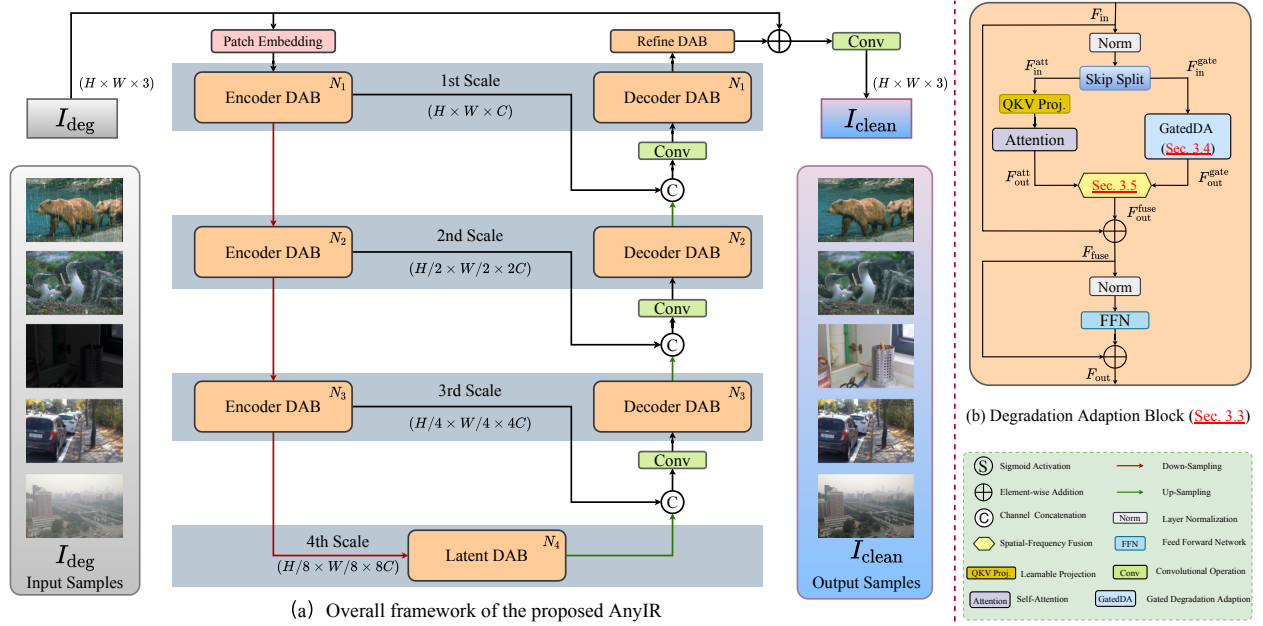 Patch Embedding
Refine DAB
Conv
(H × W × 3)
(H × W × 3)
I_deg
I_clean
Encoder DAB
N_1
1st Scale
(H × W × C)
Decoder DAB
N_1
Conv
C
Encoder DAB
N_2
2nd Scale
(H/2 × W/2 × 2C)
Decoder DAB
N_2
Conv
C
Encoder DAB
N_3
3rd Scale
(H/4 × W/4 × 4C)
Decoder DAB
N_3
Conv
C
4th Scale
(H/8 × W/8 × 8C)
Latent DAB
N_4
I_deg
Input Samples
I_clean
Output Samples
(a) Overall framework of the proposed AnyIR
F_in
Norm
F_in^att
F_in^gate
Skip Split
QKV Proj.
Attention
GatedDA
(Sec. 3.4)
F_out^att
F_out^gate
Sec. 3.5
F_out^fuse
F_fuse
Norm
FFN
F_out
(b) Degradation Adaption Block (Sec. 3.3)
S Sigmoid Activation
Down-Sampling
Element-wise Addition
Up-Sampling
C Channel Concatenation
Norm Layer Normalization
Spatial-Frequency Fusion
FFN Feed Forward Network
QKV Proj. Learnable Projection
Conv Convolutional Operation
Attention Self-Attention
GatedDA Gated Degradation Adaption